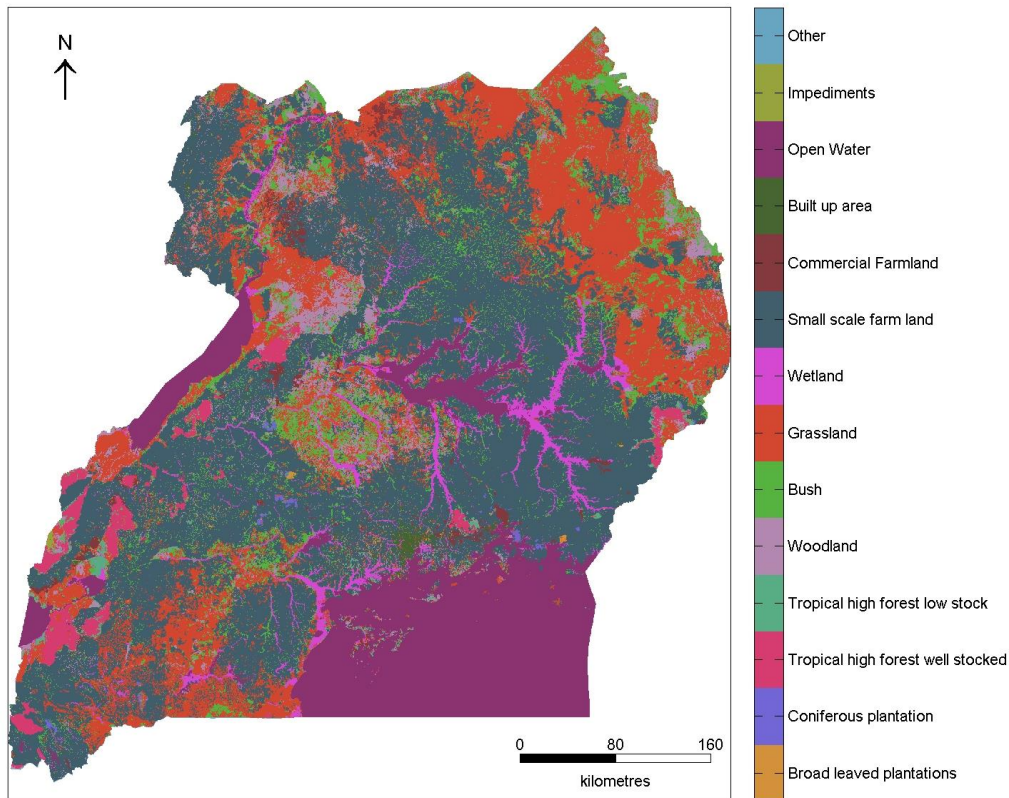 N
0 80 160
kilometres
Other
Impediments
Open Water
Built up area
Commercial Farmland
Small scale farm land
Wetland
Grassland
Bush
Woodland
Tropical high forest low stock
Tropical high forest well stocked
Coniferous plantation
Broad leaved plantations